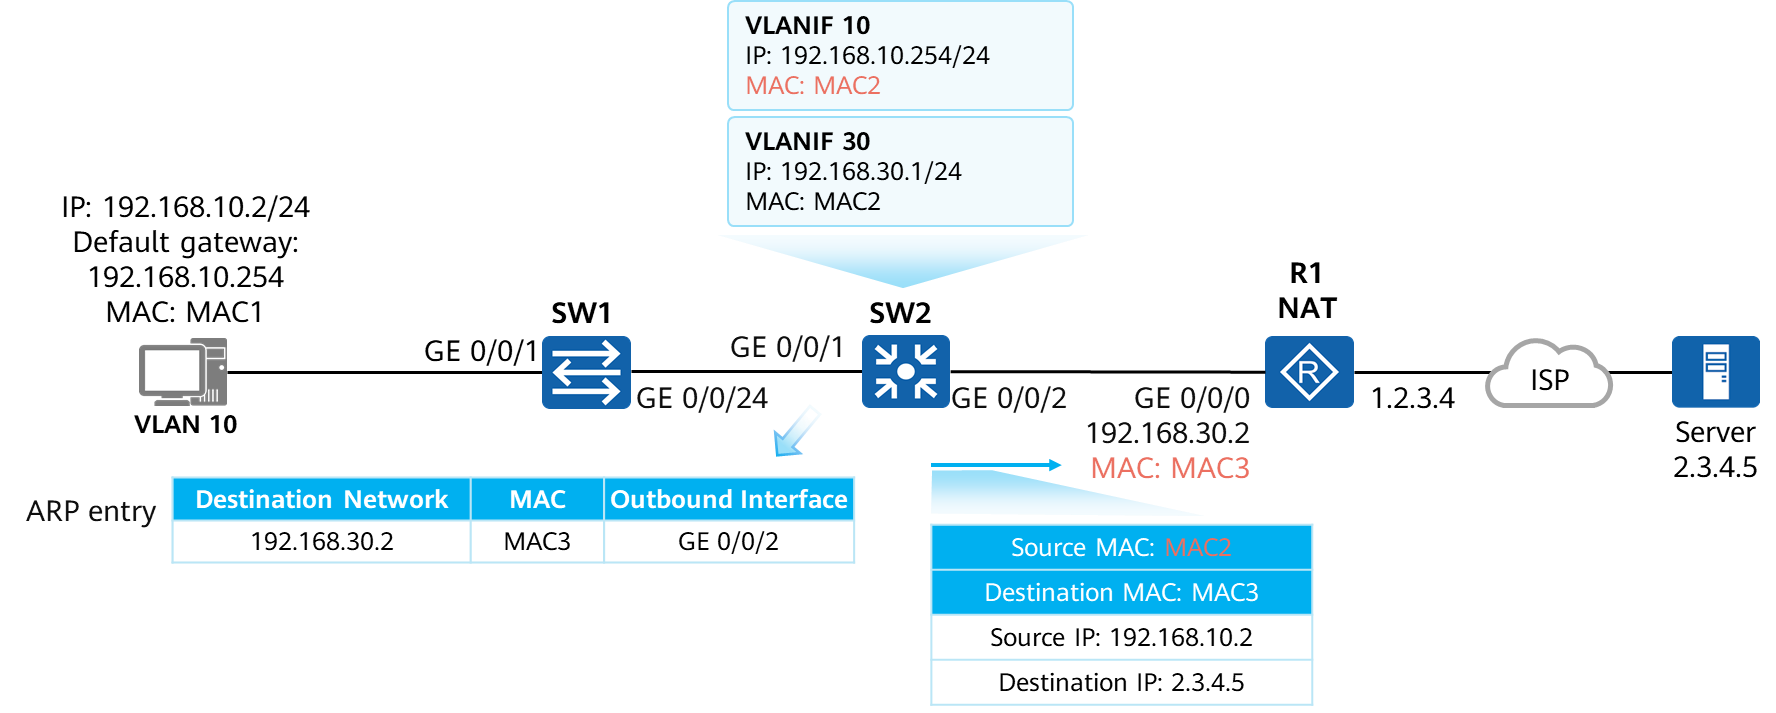 VLANIF 10
IP: 192.168.10.254/24
MAC: MAC2
VLANIF 30
IP: 192.168.30.1/24
MAC: MAC2
IP: 192.168.10.2/24
Default gateway:
192.168.10.254
MAC: MAC1
VLAN 10
SW1
GE 0/0/1
GE 0/0/24
SW2
GE 0/0/1
GE 0/0/2
R1
NAT
GE 0/0/0
192.168.30.2
MAC: MAC3
1.2.3.4
ISP
Server
2.3.4.5
ARP entry
Destination Network MAC Outbound Interface
192.168.30.2 MAC3 GE 0/0/2
Source MAC: MAC2
Destination MAC: MAC3
Source IP: 192.168.10.2
Destination IP: 2.3.4.5